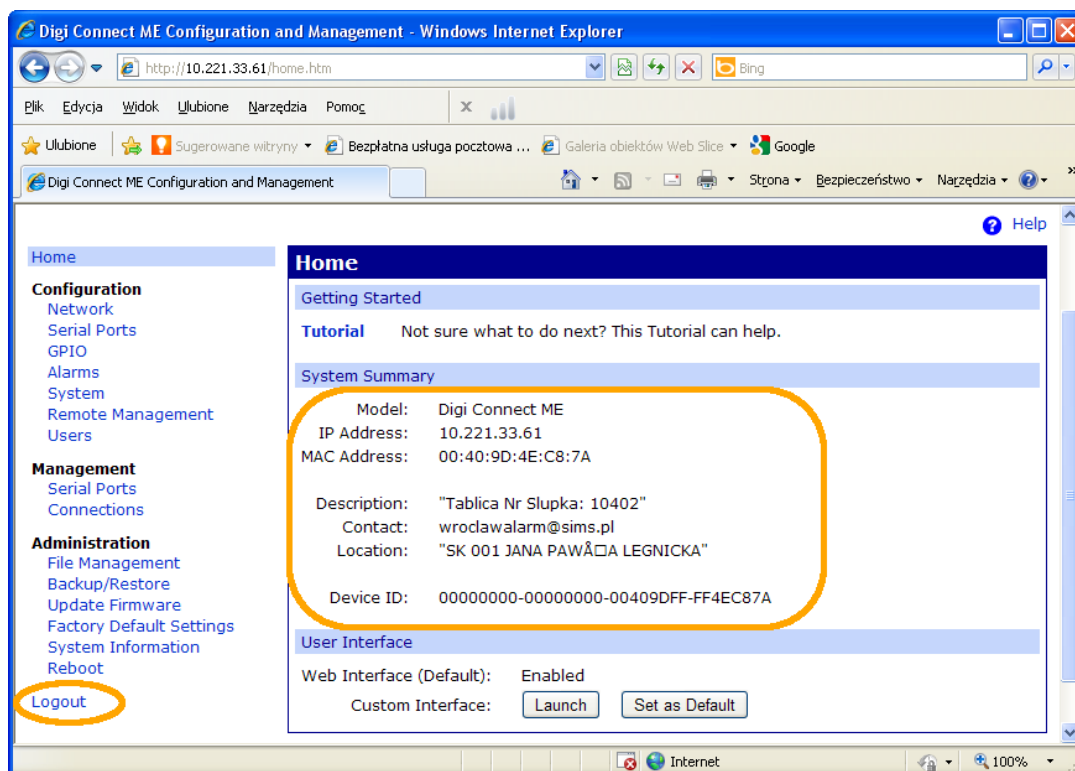 Digi Connect ME Configuration and Management - Windows Internet Explorer
http://10.221.33.61/home.htm
Bing
Plik Edycja Widok Ulubione Narzędzia Pomoc
Ulubione Sugerowane witryny Bezpłatna usługa pocztowa ... Galeria obiektów Web Slice Google
Digi Connect ME Configuration and Management
Strona Bezpieczeństwo Narzędzia »
Help
Home
Configuration
Network
Serial Ports
GPIO
Alarms
System
Remote Management
Users
Management
Serial Ports
Connections
Administration
File Management
Backup/Restore
Update Firmware
Factory Default Settings
System Information
Reboot
Logout
Home
Getting Started
Tutorial Not sure what to do next? This Tutorial can help.
System Summary
Model: Digi Connect ME
IP Address: 10.221.33.61
MAC Address: 00:40:9D:4E:C8:7A
Description: "Tablica Nr Slupka: 10402"
Contact: wroclawalarm@sims.pl
Location: "SK 001 JANA PAWÅ□A LEGNICKA"
Device ID: 00000000-00000000-00409DFF-FF4EC87A
User Interface
Web Interface (Default): Enabled
Custom Interface: Launch Set as Default
Internet
100%